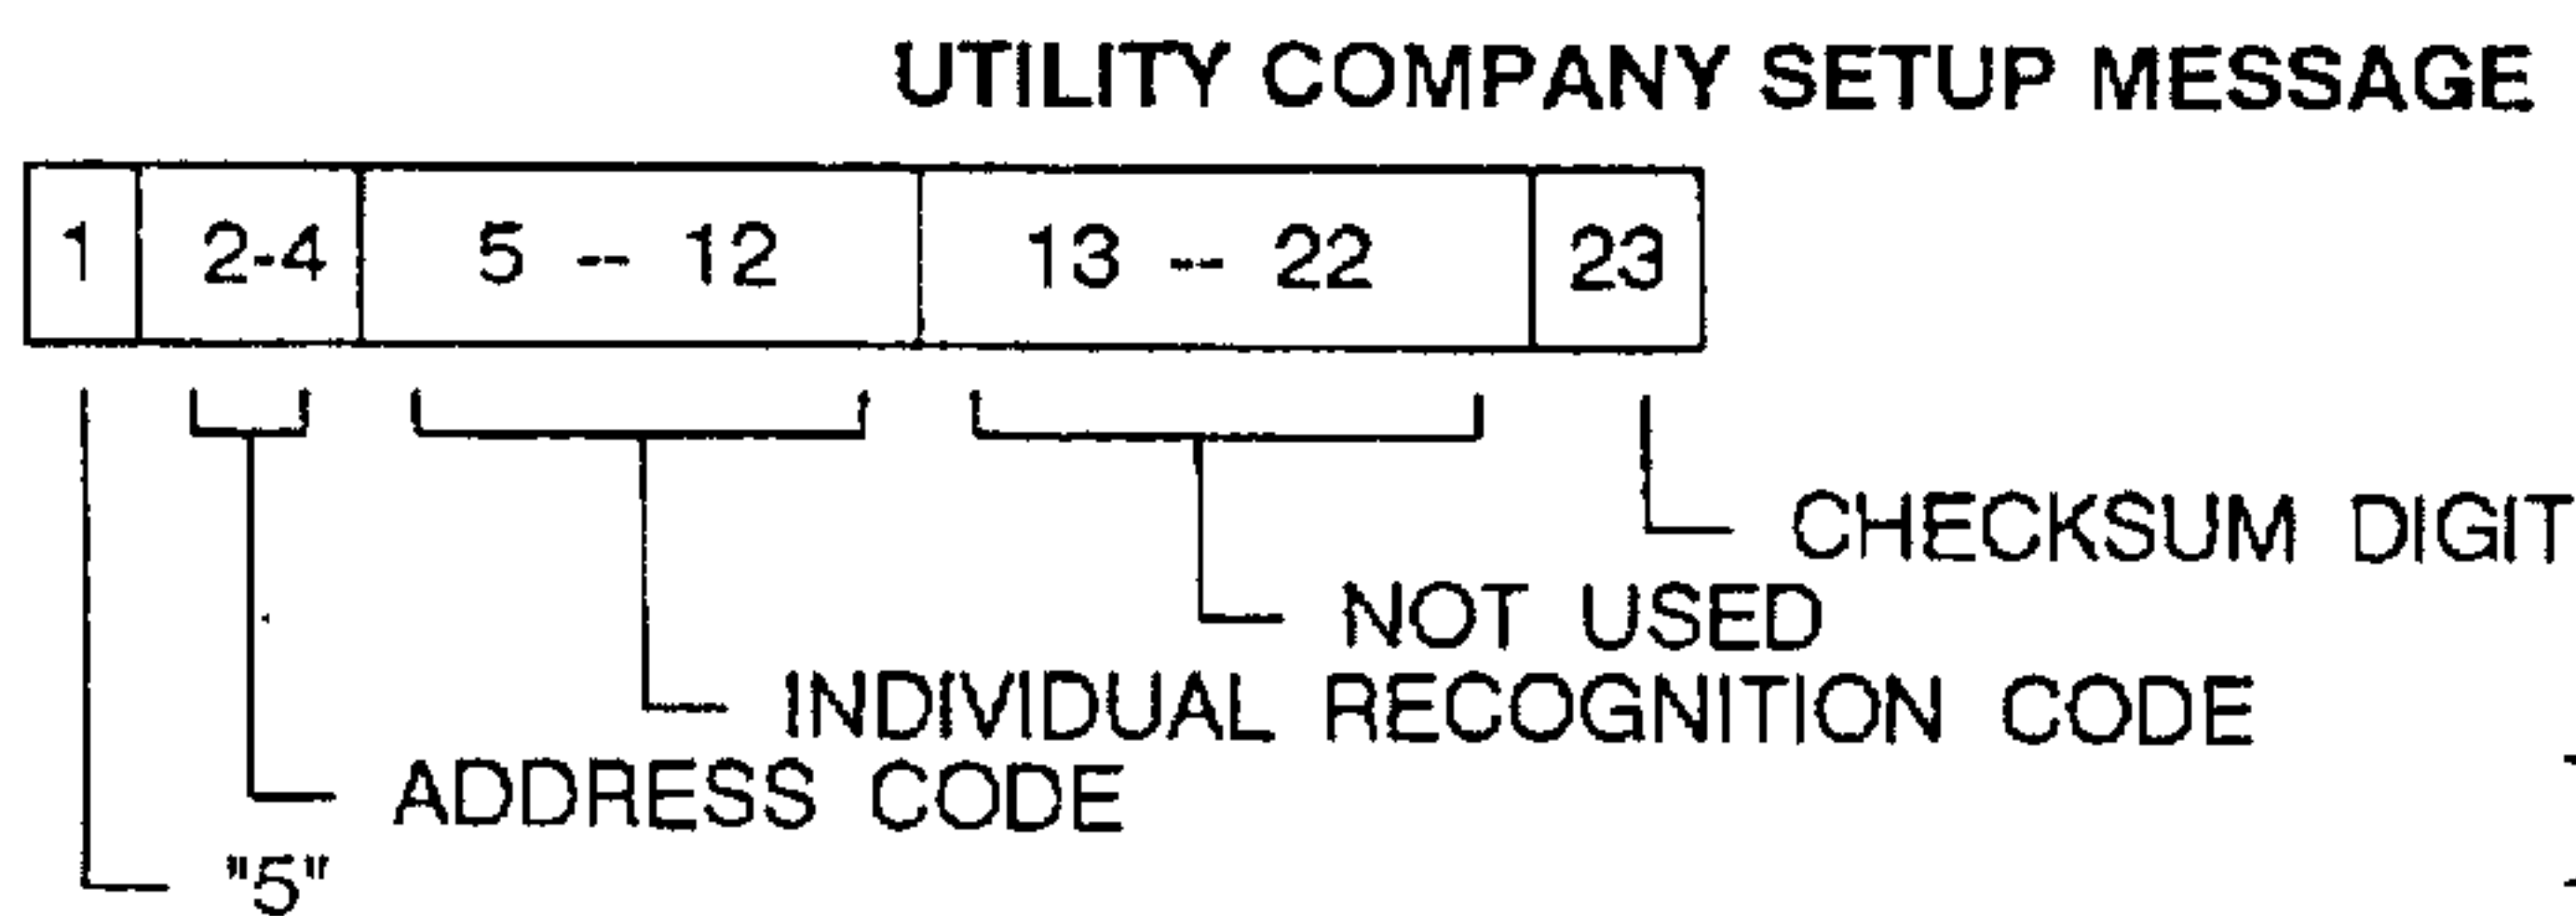 UTILITY COMPANY SETUP MESSAGE
1 2-4 5 -- 12 13 -- 22 23
CHECKSUM DIGIT
NOT USED
INDIVIDUAL RECOGNITION CODE
ADDRESS CODE
"5"